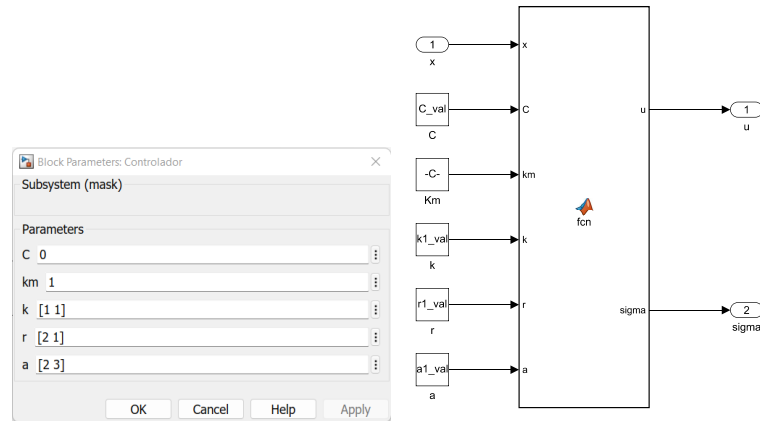 Block Parameters: Controlador
Subsystem (mask)
Parameters
C 0
km 1
k [1 1]
r [2 1]
a [2 3]
OK Cancel Help Apply
1
x
x
C_val
C
C
-C-
Km
km
k1_val
k
k
r1_val
r
r
a1_val
a
a
fcn
u
1
u
sigma
2
sigma